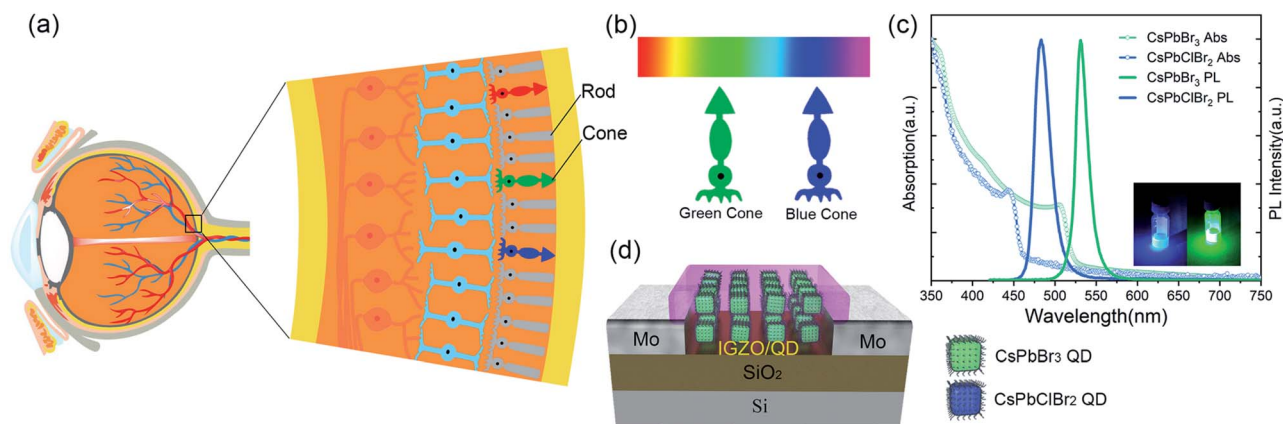 (a)
Rod
Cone
(b)
Green Cone
Blue Cone
(c)
Absorption(a.u.)
PL Intensity(a.u.)
CsPbBr₃ Abs
CsPbClBr₂ Abs
CsPbBr₃ PL
CsPbClBr₂ PL
350 400 450 500 550 600 650 700 750
Wavelength(nm)
(d)
Mo
IGZO/QD
Mo
SiO₂
Si
CsPbBr₃ QD
CsPbClBr₂ QD